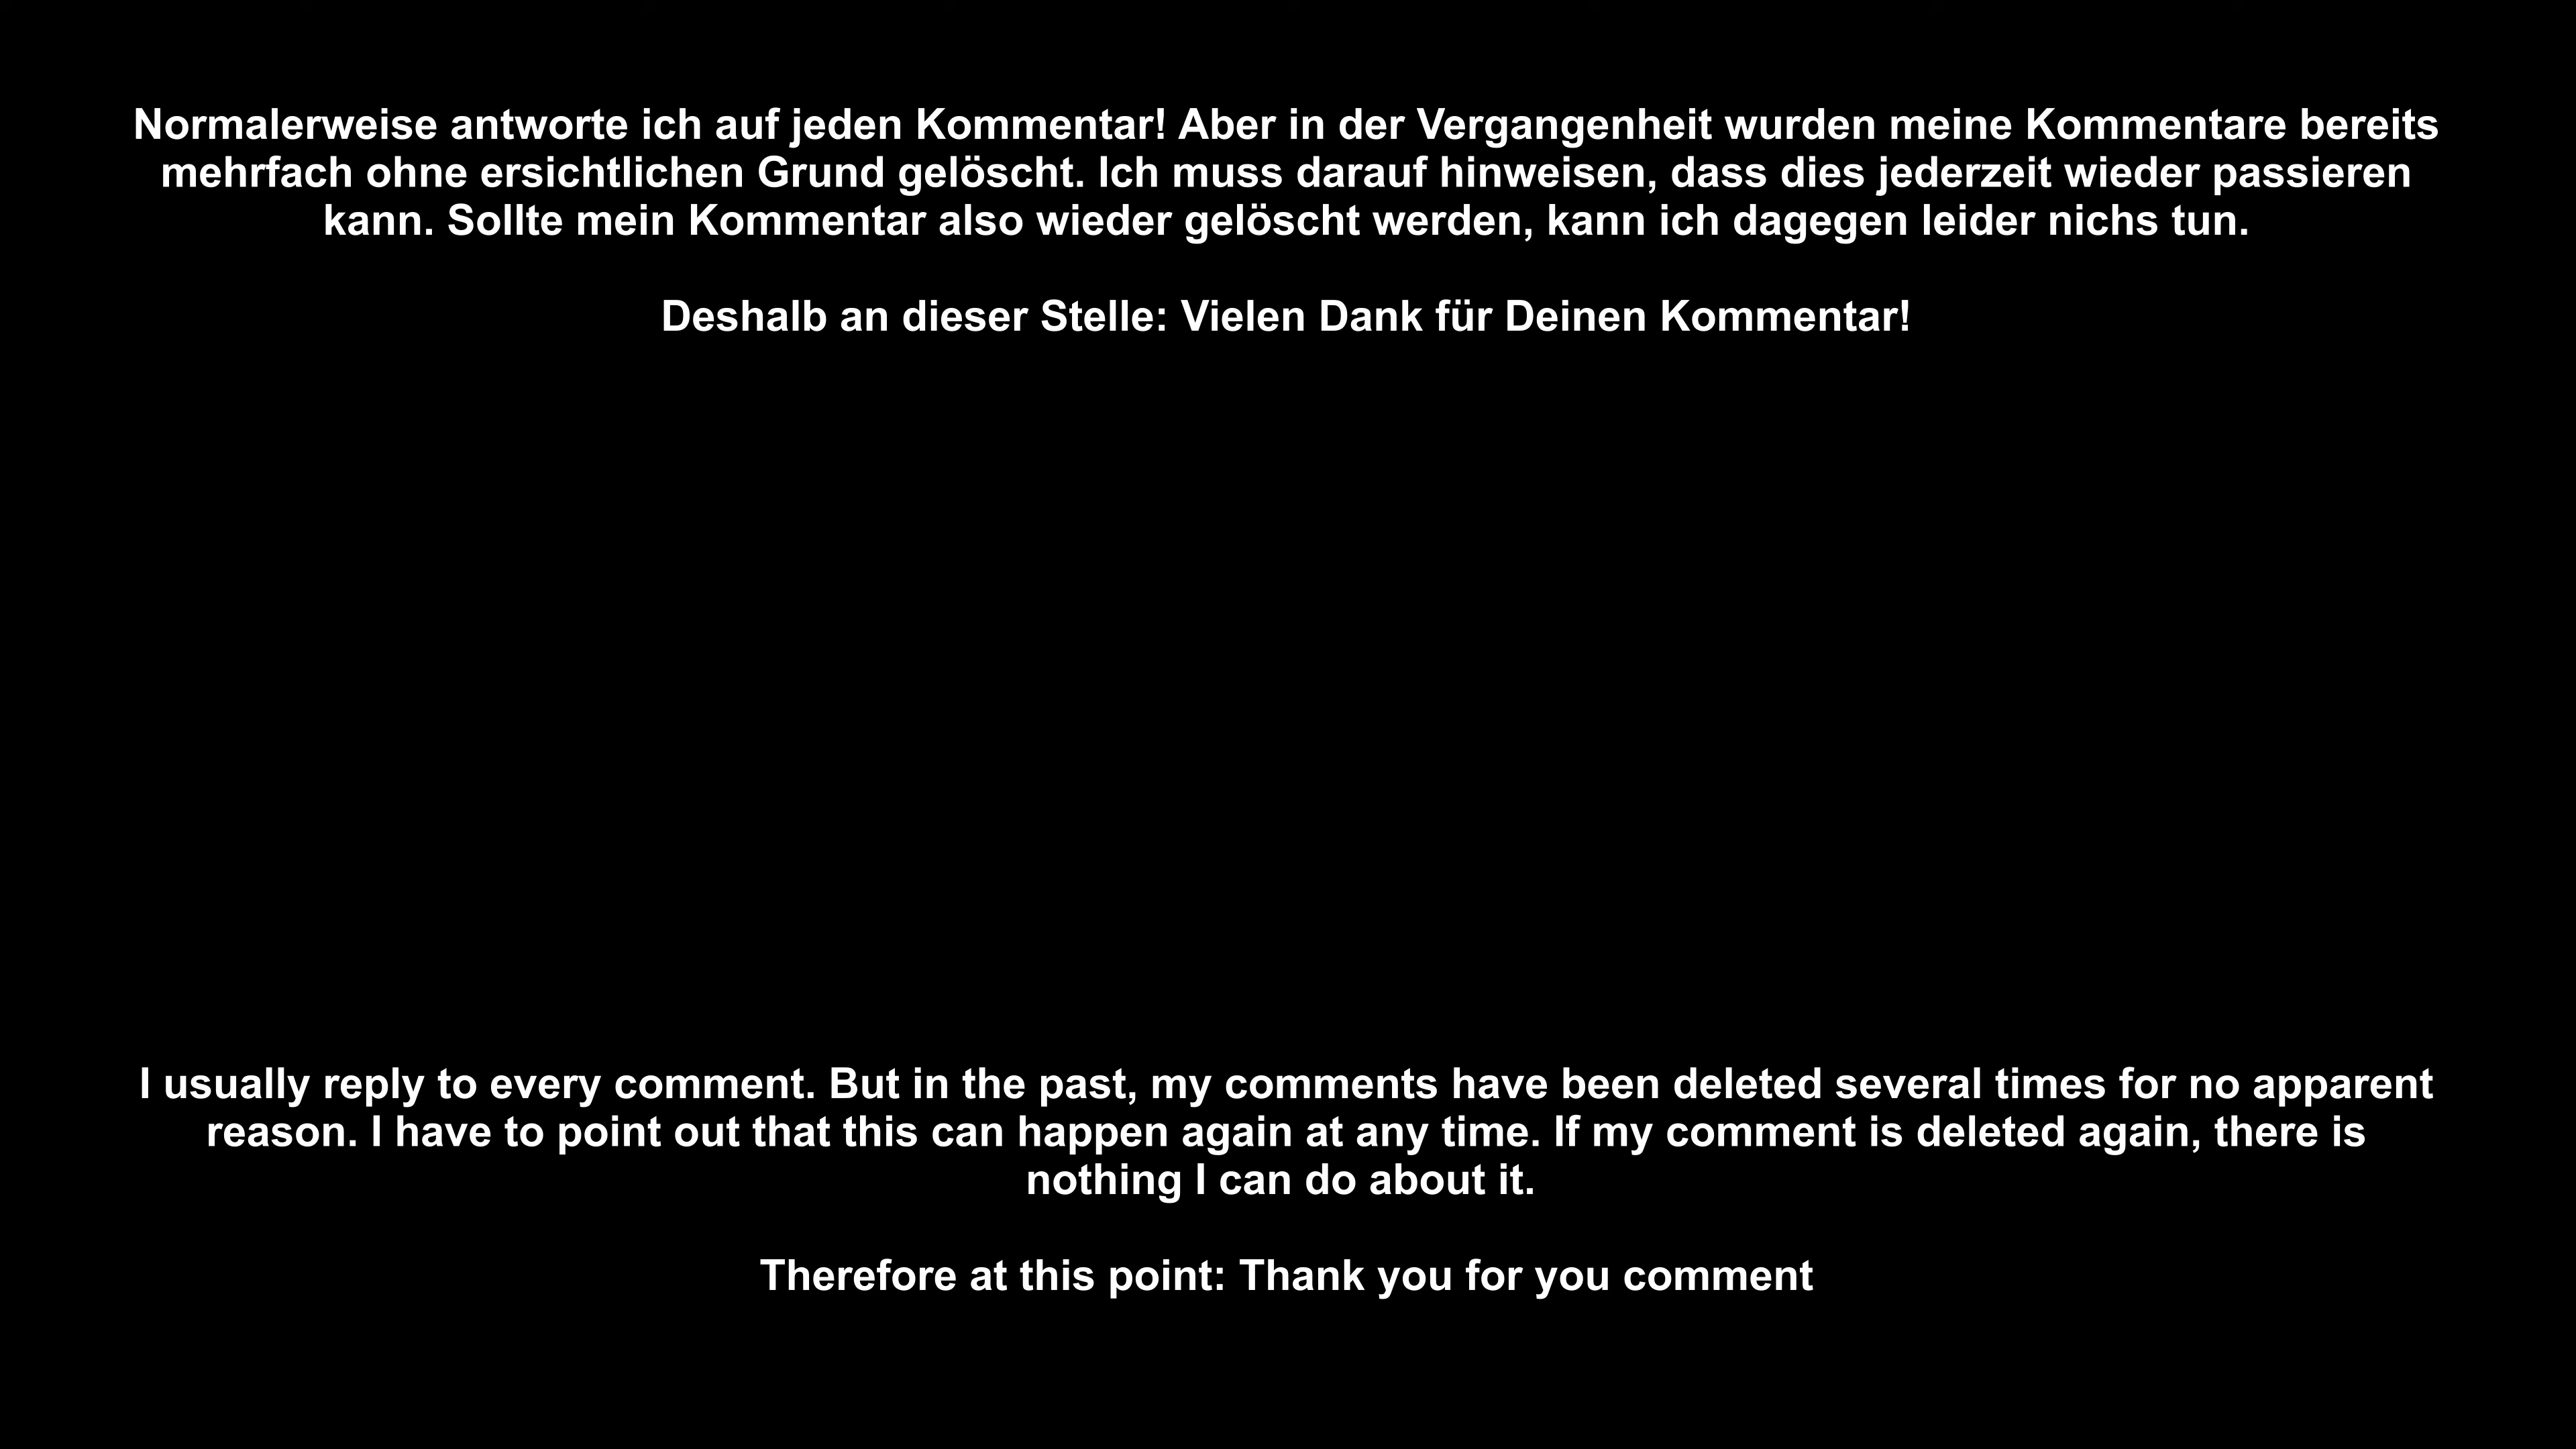 Normalerweise antworte ich auf jeden Kommentar! Aber in der Vergangenheit wurden meine Kommentare bereits
mehrfach ohne ersichtlichen Grund gelöscht. Ich muss darauf hinweisen, dass dies jederzeit wieder passieren
kann. Sollte mein Kommentar also wieder gelöscht werden, kann ich dagegen leider nichs tun.
Deshalb an dieser Stelle: Vielen Dank für Deinen Kommentar!
I usually reply to every comment. But in the past, my comments have been deleted several times for no apparent
reason. I have to point out that this can happen again at any time. If my comment is deleted again, there is
nothing I can do about it.
Therefore at this point: Thank you for you comment